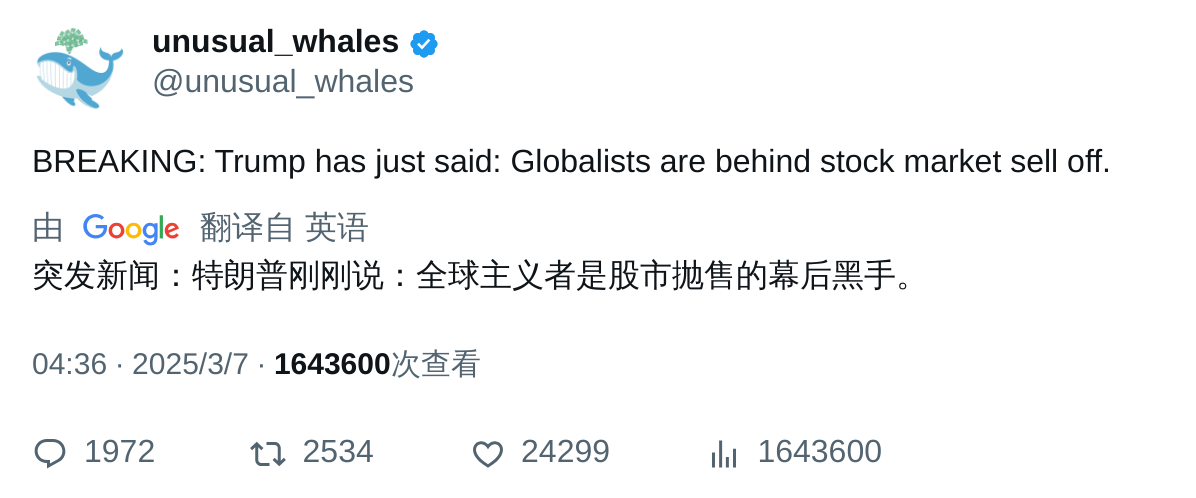 unusual_whales
@unusual_whales
BREAKING: Trump has just said: Globalists are behind stock market sell off.
由 Google 翻译自 英语
突发新闻：特朗普刚刚说：全球主义者是股市抛售的幕后黑手。
04:36 · 2025/3/7 · 1643600次查看
1972 2534 24299 1643600